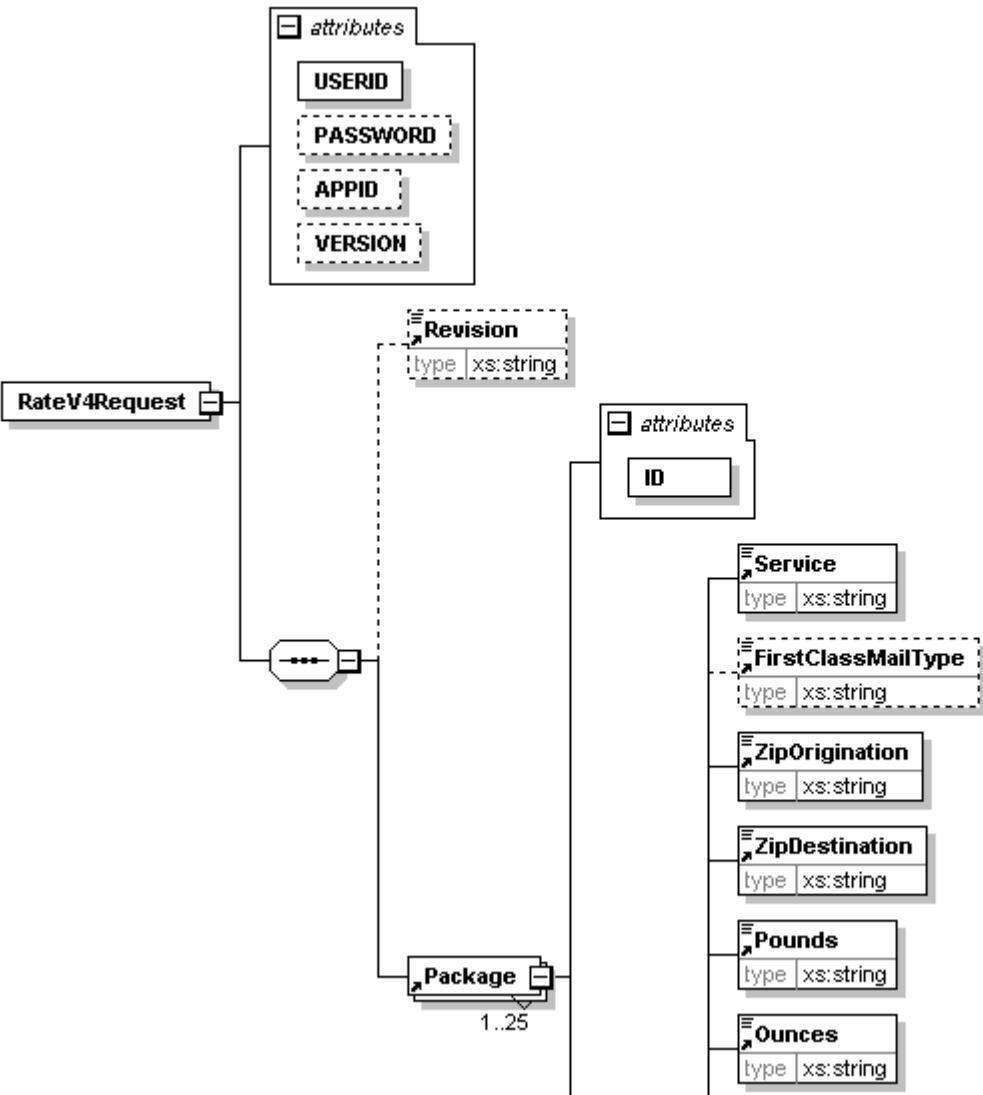 attributes
USERID
PASSWORD
APPID
VERSION
Revision
type xs:string
RateV4Request
attributes
ID
Service
type xs:string
FirstClassMailType
type xs:string
ZipOrigination
type xs:string
ZipDestination
type xs:string
Pounds
type xs:string
Package
1..25
Ounces
type xs:string